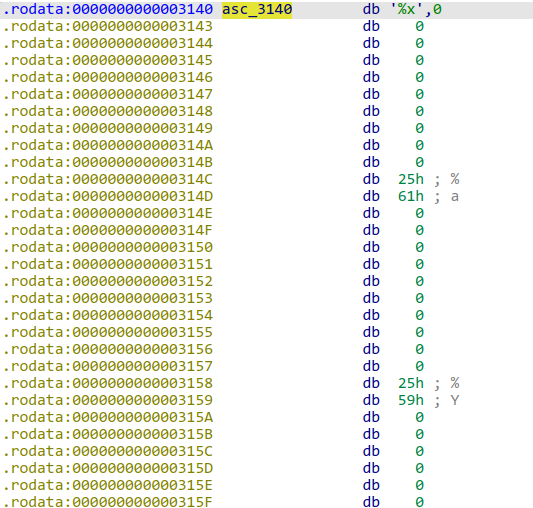 .rodata:0000000000003140 asc_3140 db '%x',0
.rodata:0000000000003143 db 0
.rodata:0000000000003144 db 0
.rodata:0000000000003145 db 0
.rodata:0000000000003146 db 0
.rodata:0000000000003147 db 0
.rodata:0000000000003148 db 0
.rodata:0000000000003149 db 0
.rodata:000000000000314A db 0
.rodata:000000000000314B db 0
.rodata:000000000000314C db 25h ; %
.rodata:000000000000314D db 61h ; a
.rodata:000000000000314E db 0
.rodata:000000000000314F db 0
.rodata:0000000000003150 db 0
.rodata:0000000000003151 db 0
.rodata:0000000000003152 db 0
.rodata:0000000000003153 db 0
.rodata:0000000000003154 db 0
.rodata:0000000000003155 db 0
.rodata:0000000000003156 db 0
.rodata:0000000000003157 db 0
.rodata:0000000000003158 db 25h ; %
.rodata:0000000000003159 db 59h ; Y
.rodata:000000000000315A db 0
.rodata:000000000000315B db 0
.rodata:000000000000315C db 0
.rodata:000000000000315D db 0
.rodata:000000000000315E db 0
.rodata:000000000000315F db 0